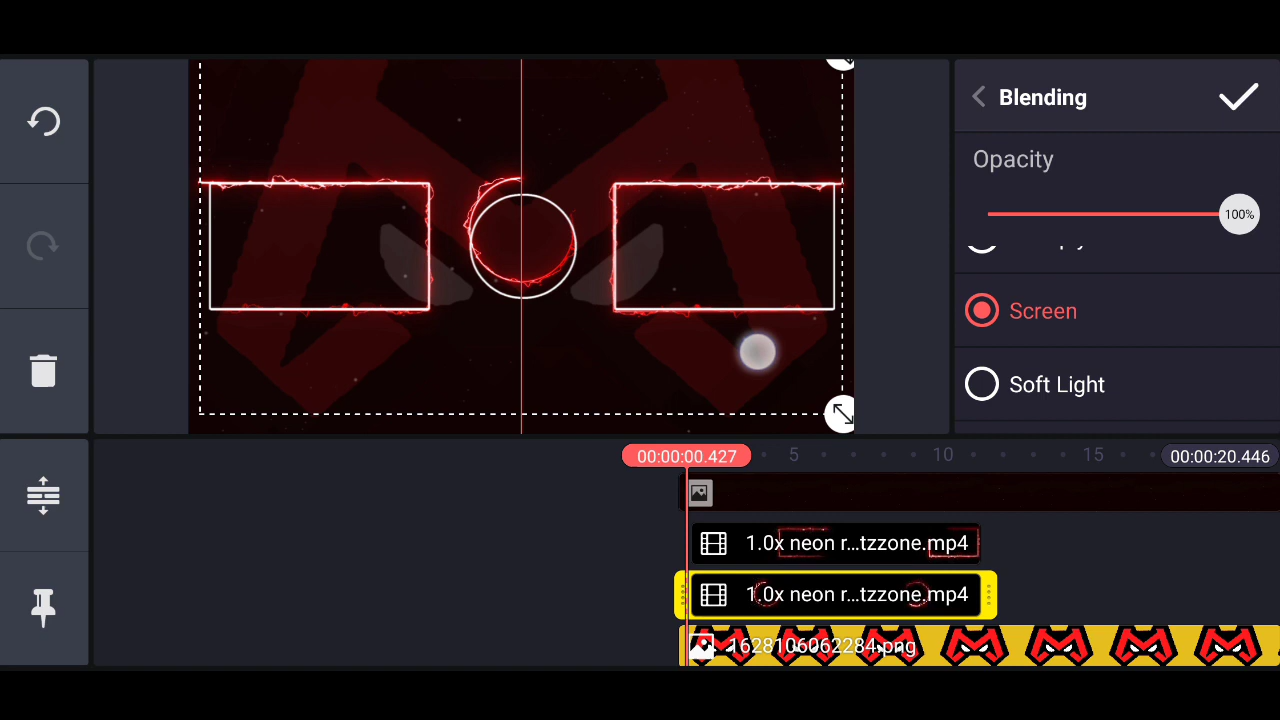 Blending
Opacity
100%
Screen
Soft Light
00:00:00.427
5
10
15
00:00:20.446
1.0x neon r...tzzone.mp4
1.0x neon r...tzzone.mp4
1628106062284.png